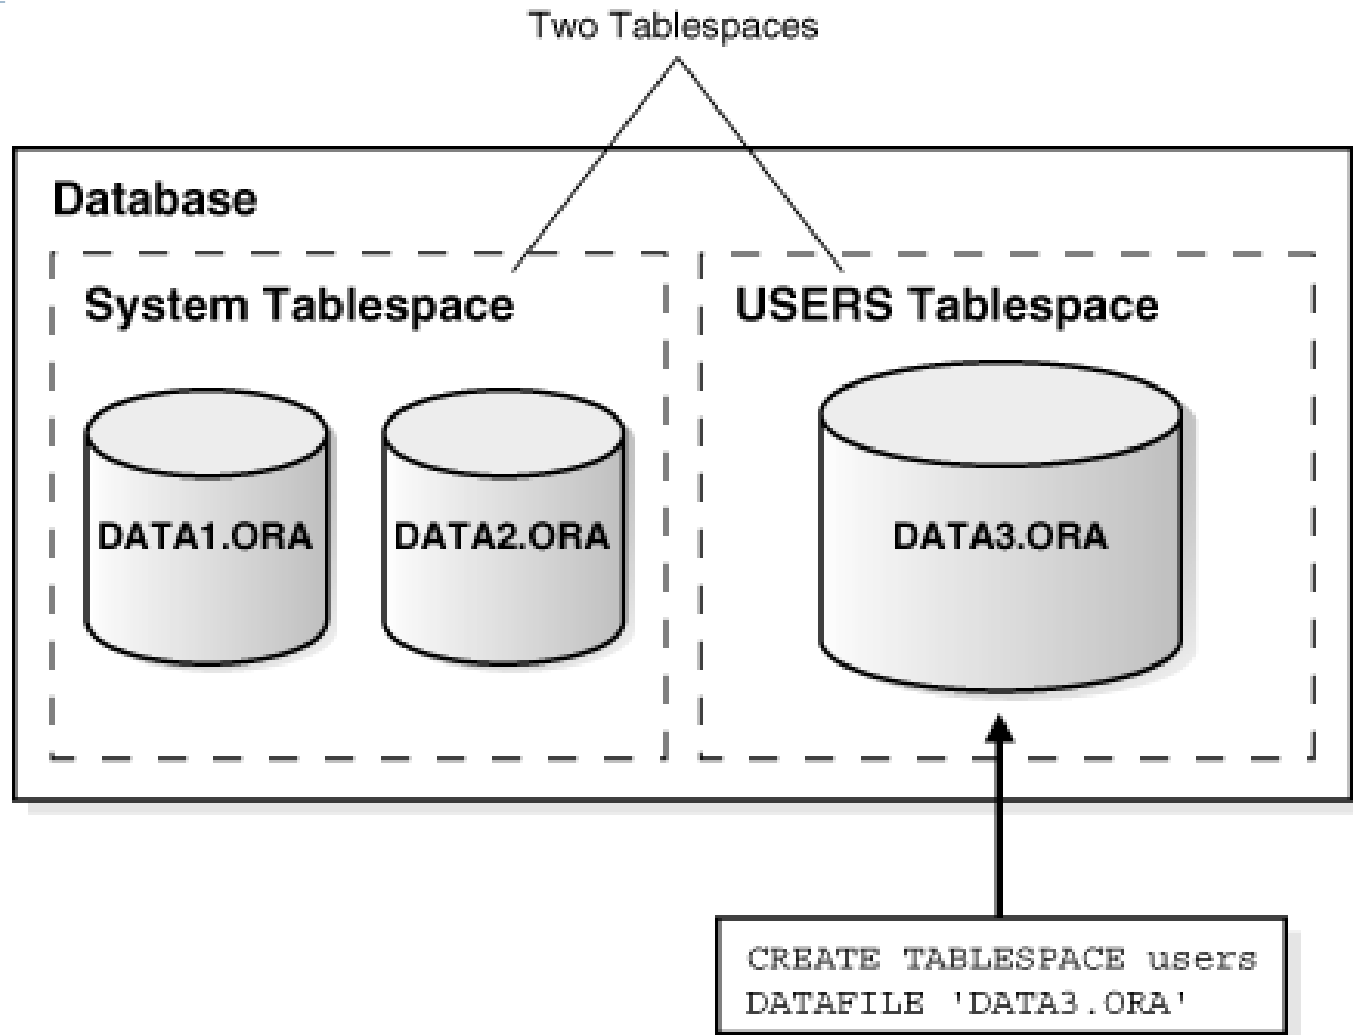 Two Tablespaces
Database
System Tablespace
USERS Tablespace
DATA1.ORA
DATA2.ORA
DATA3.ORA
CREATE TABLESPACE users
DATAFILE 'DATA3.ORA'